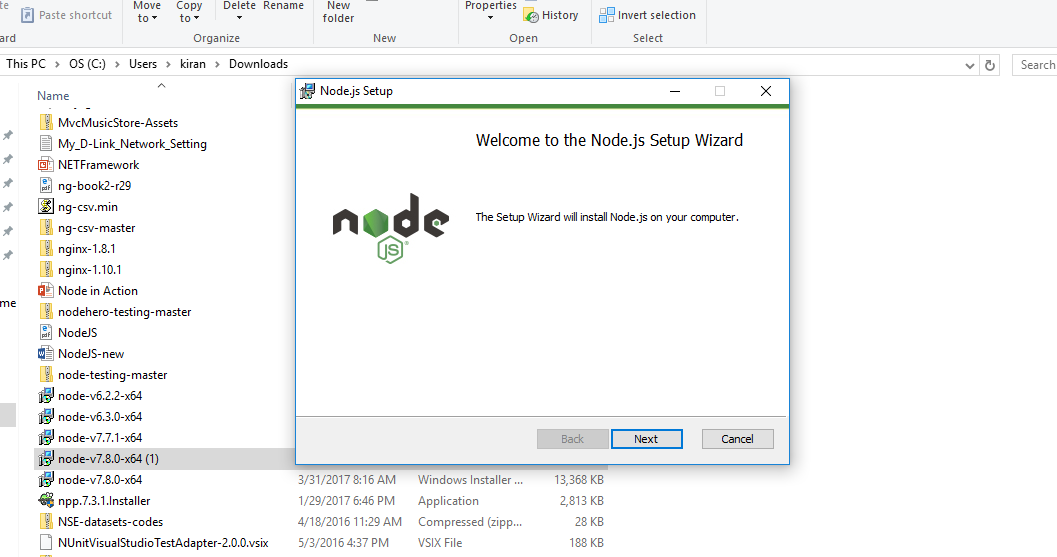 Paste shortcut
Move to
Copy to
Delete
Rename
New folder
Properties
History
Invert selection
ard
Organize
New
Open
Select
This PC > OS (C:) > Users > kiran > Downloads
Search
Name
MvcMusicStore-Assets
My_D-Link_Network_Setting
NETFramework
ng-book2-r29
ng-csv.min
ng-csv-master
nginx-1.8.1
nginx-1.10.1
me
Node in Action
nodehero-testing-master
NodeJS
NodeJS-new
node-testing-master
node-v6.2.2-x64
node-v6.3.0-x64
node-v7.7.1-x64
node-v7.8.0-x64 (1)
node-v7.8.0-x64 3/31/2017 8:16 AM Windows Installer ... 13,368 KB
npp.7.3.1.Installer 1/29/2017 6:46 PM Application 2,813 KB
NSE-datasets-codes 4/18/2016 11:29 AM Compressed (zipp... 28 KB
NUnitVisualStudioTestAdapter-2.0.0.vsix 5/3/2016 4:37 PM VSIX File 188 KB
Node.js Setup
Welcome to the Node.js Setup Wizard
node
JS
The Setup Wizard will install Node.js on your computer.
Back Next Cancel